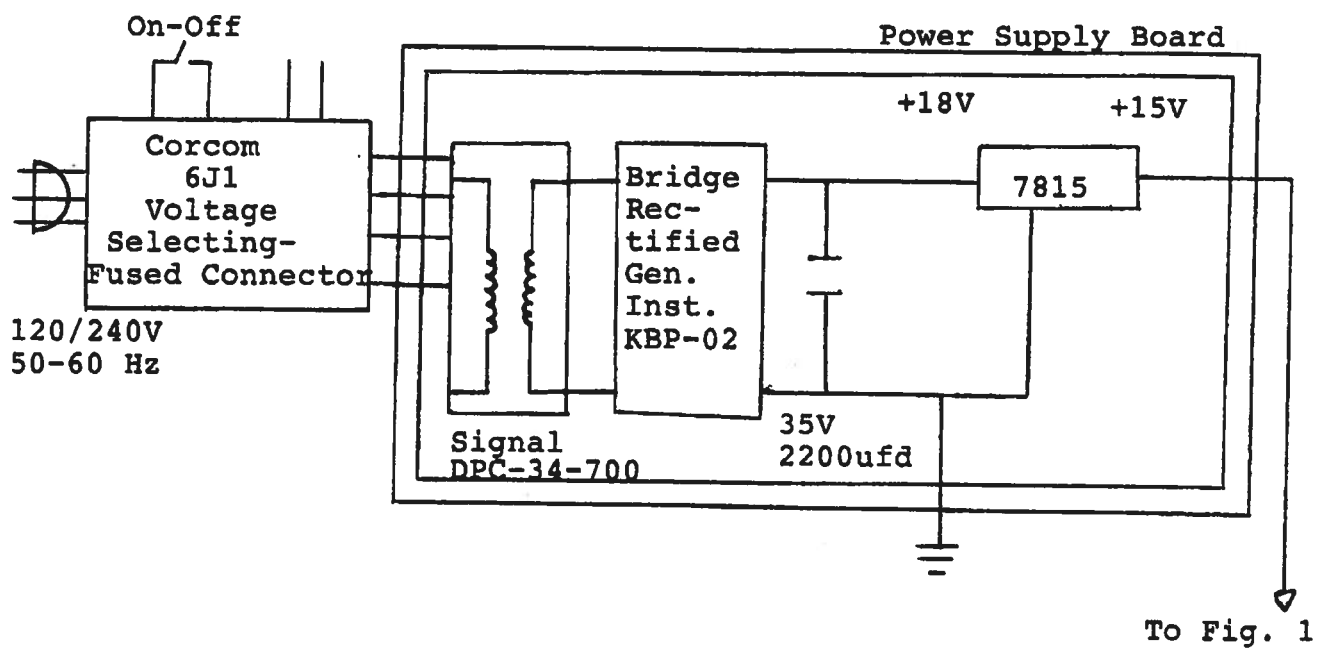 On-Off
Power Supply Board
+18V
+15V
Corcom
6J1
Voltage
Selecting-
Fused Connector
120/240V
50-60 Hz
Signal
DPC-34-700
Bridge
Rec-
tified
Gen.
Inst.
KBP-02
35V
2200ufd
7815
To Fig. 1